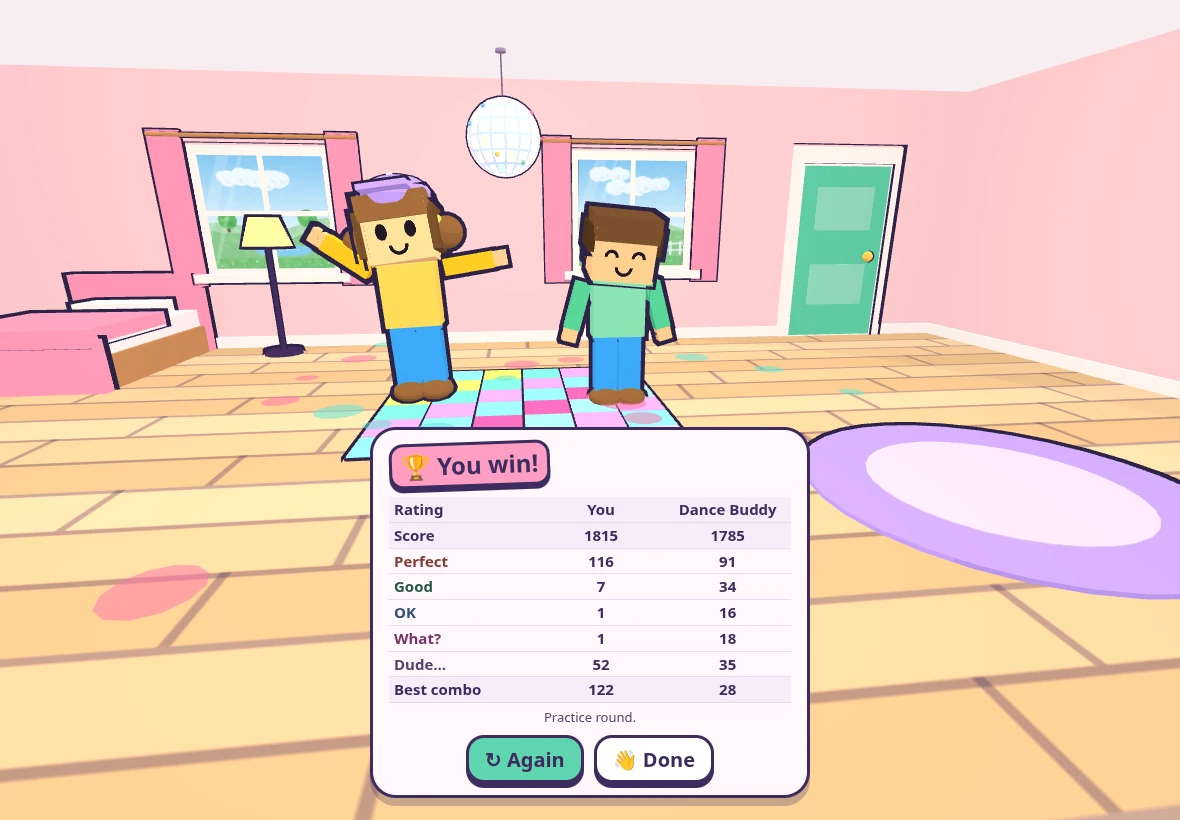 🏆 You win!
Rating You Dance Buddy
Score 1815 1785
Perfect 116 91
Good 7 34
OK 1 16
What? 1 18
Dude... 52 35
Best combo 122 28
Practice round.
↻ Again 👋 Done